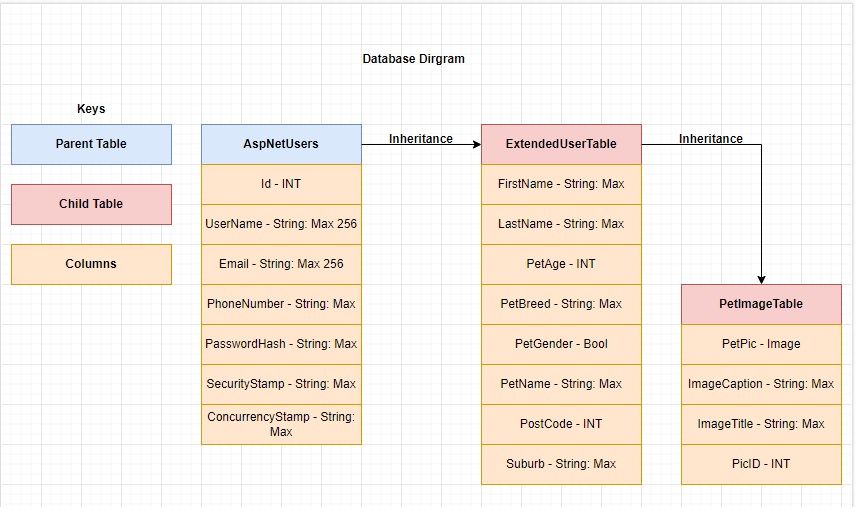 Database Dirgram
Keys
Parent Table
Child Table
Columns
AspNetUsers
Id - INT
UserName - String: Max 256
Email - String: Max 256
PhoneNumber - String: Max
PasswordHash - String: Max
SecurityStamp - String: Max
ConcurrencyStamp - String:
Max
Inheritance
ExtendedUserTable
FirstName - String: Max
LastName - String: Max
PetAge - INT
PetBreed - String: Max
PetGender - Bool
PetName - String: Max
PostCode - INT
Suburb - String: Max
Inheritance
PetImageTable
PetPic - Image
ImageCaption - String: Max
ImageTitle - String: Max
PicID - INT